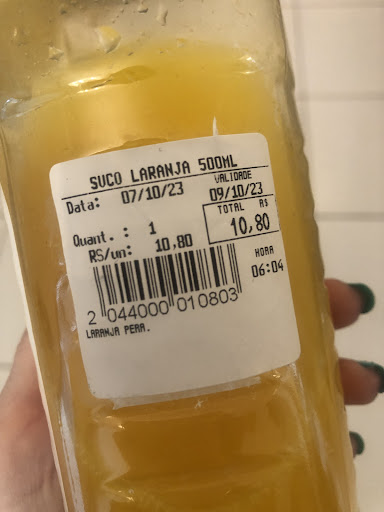 SUCO LARANJA 500ML
Data: 07/10/23
VALIDADE
09/10/23
Quant.: 1
TOTAL R$
10,80
R$/un: 10,80
HORA
06:04
2 044000 010803
LARANJA PERA.